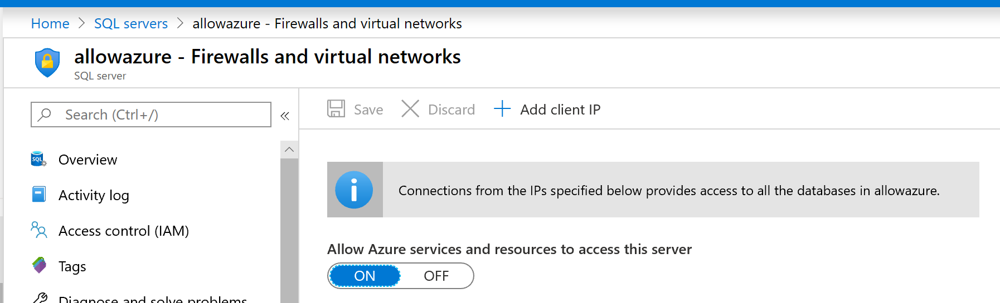 Home > SQL servers > allowazure - Firewalls and virtual networks
allowazure - Firewalls and virtual networks
SQL server
Search (Ctrl+/)
«
Save
Discard
Add client IP
Overview
Activity log
Access control (IAM)
Tags
Diagnose and solve problems
SQL
Connections from the IPs specified below provides access to all the databases in allowazure.
Allow Azure services and resources to access this server
ON OFF